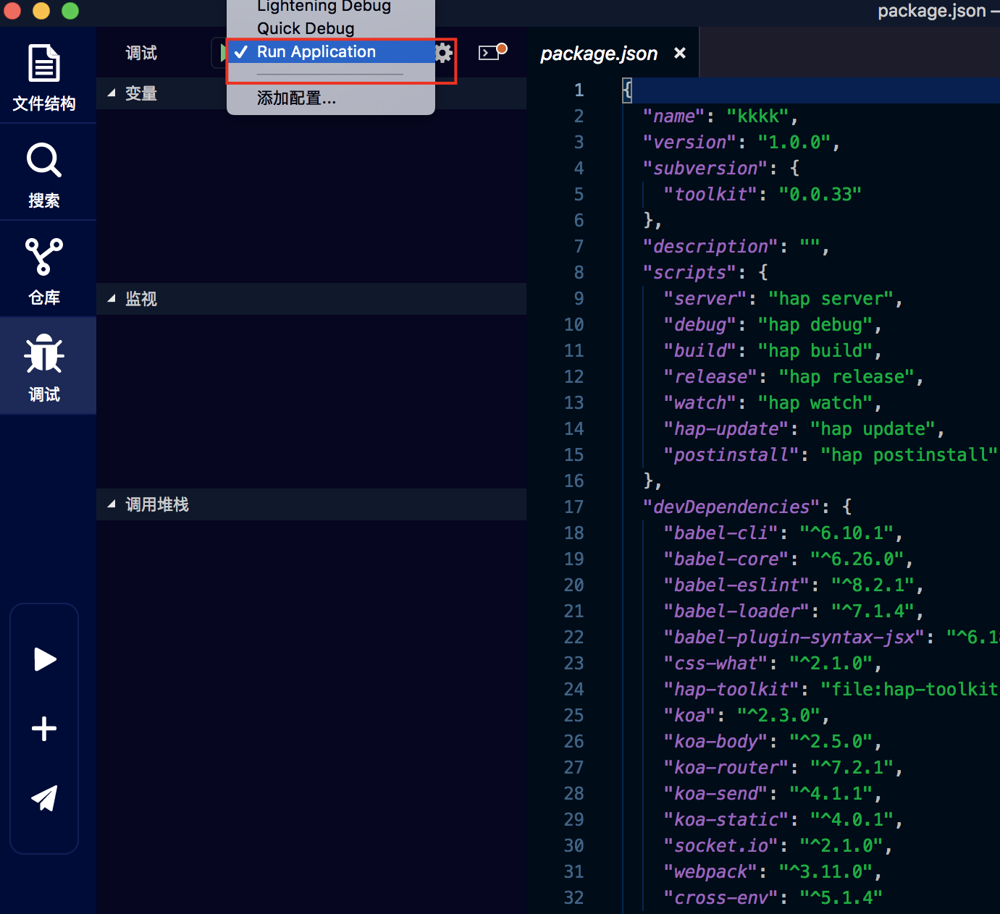 package.json —
Lightening Debug
Quick Debug
✓ Run Application
添加配置...
文件结构
搜索
仓库
调试
调试
变量
监视
调用堆栈
package.json ×
1 {
2 "name": "kkkk",
3 "version": "1.0.0",
4 "subversion": {
5 "toolkit": "0.0.33"
6 },
7 "description": "",
8 "scripts": {
9 "server": "hap server",
10 "debug": "hap debug",
11 "build": "hap build",
12 "release": "hap release",
13 "watch": "hap watch",
14 "hap-update": "hap update",
15 "postinstall": "hap postinstall"
16 },
17 "devDependencies": {
18 "babel-cli": "^6.10.1",
19 "babel-core": "^6.26.0",
20 "babel-eslint": "^8.2.1",
21 "babel-loader": "^7.1.4",
22 "babel-plugin-syntax-jsx": "^6.18
23 "css-what": "^2.1.0",
24 "hap-toolkit": "file:hap-toolkit
25 "koa": "^2.3.0",
26 "koa-body": "^2.5.0",
27 "koa-router": "^7.2.1",
28 "koa-send": "^4.1.1",
29 "koa-static": "^4.0.1",
30 "socket.io": "^2.1.0",
31 "webpack": "^3.11.0",
32 "cross-env": "^5.1.4"